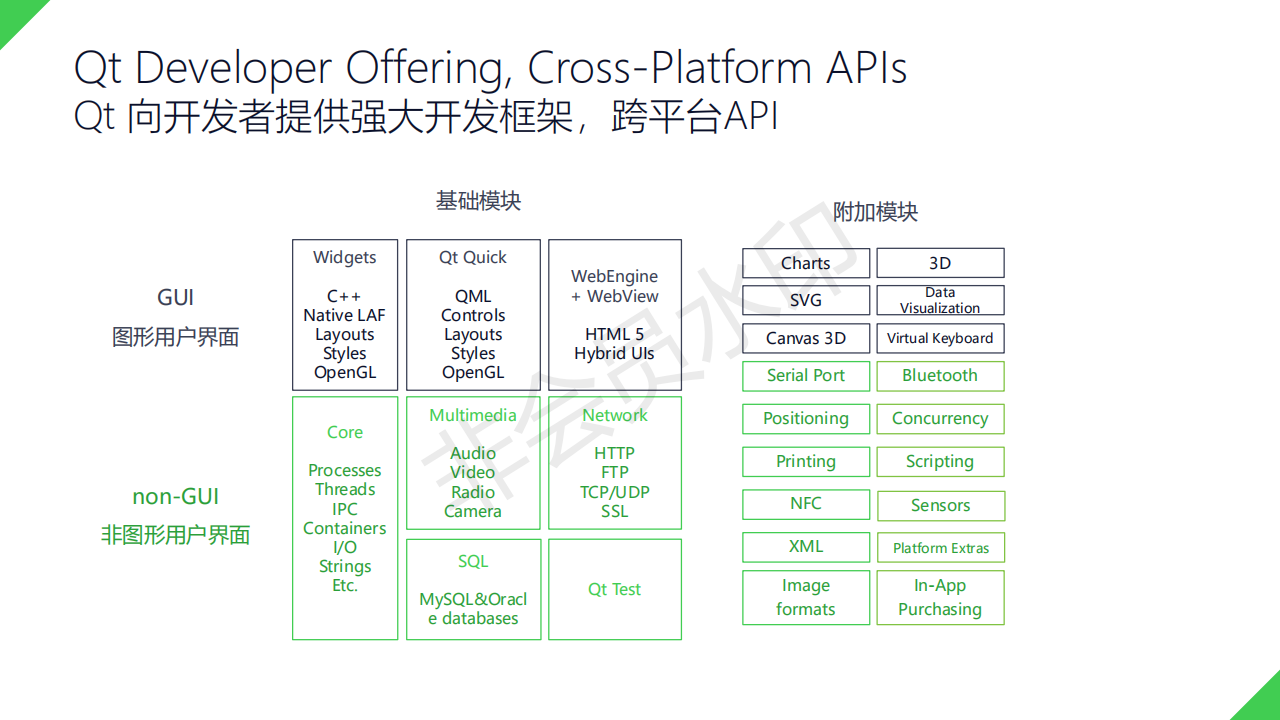 Qt Developer Offering, Cross-Platform APIs
Qt 向开发者提供强大开发框架，跨平台API
基础模块
附加模块
GUI
图形用户界面
Widgets
C++
Native LAF
Layouts
Styles
OpenGL
Qt Quick
QML
Controls
Layouts
Styles
OpenGL
WebEngine
+ WebView
HTML 5
Hybrid UIs
non-GUI
非图形用户界面
Core
Processes
Threads
IPC
Containers
I/O
Strings
Etc.
Multimedia
Audio
Video
Radio
Camera
Network
HTTP
FTP
TCP/UDP
SSL
SQL
MySQL&Oracl
e databases
Qt Test
Charts
3D
SVG
Data
Visualization
Canvas 3D
Virtual Keyboard
Serial Port
Bluetooth
Positioning
Concurrency
Printing
Scripting
NFC
Sensors
XML
Platform Extras
Image
formats
In-App
Purchasing
非会员水印